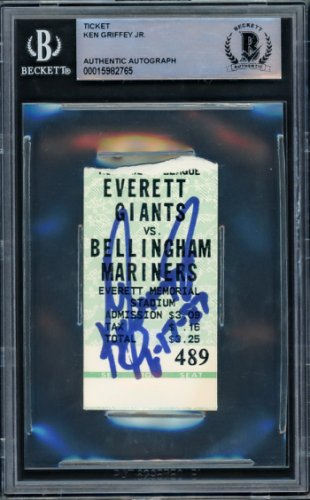 TICKET
KEN GRIFFEY JR.
BECKETT®
AUTHENTIC AUTOGRAPH
00015982765
BECKETT
AUTHENTIC
EVERETT
GIANTS
VS.
BELLINGHAM
MARINERS
EVERETT MEMORIAL
STADIUM
ADMISSION $3.09
TAX $ .16
TOTAL $3.25
489
SEAT